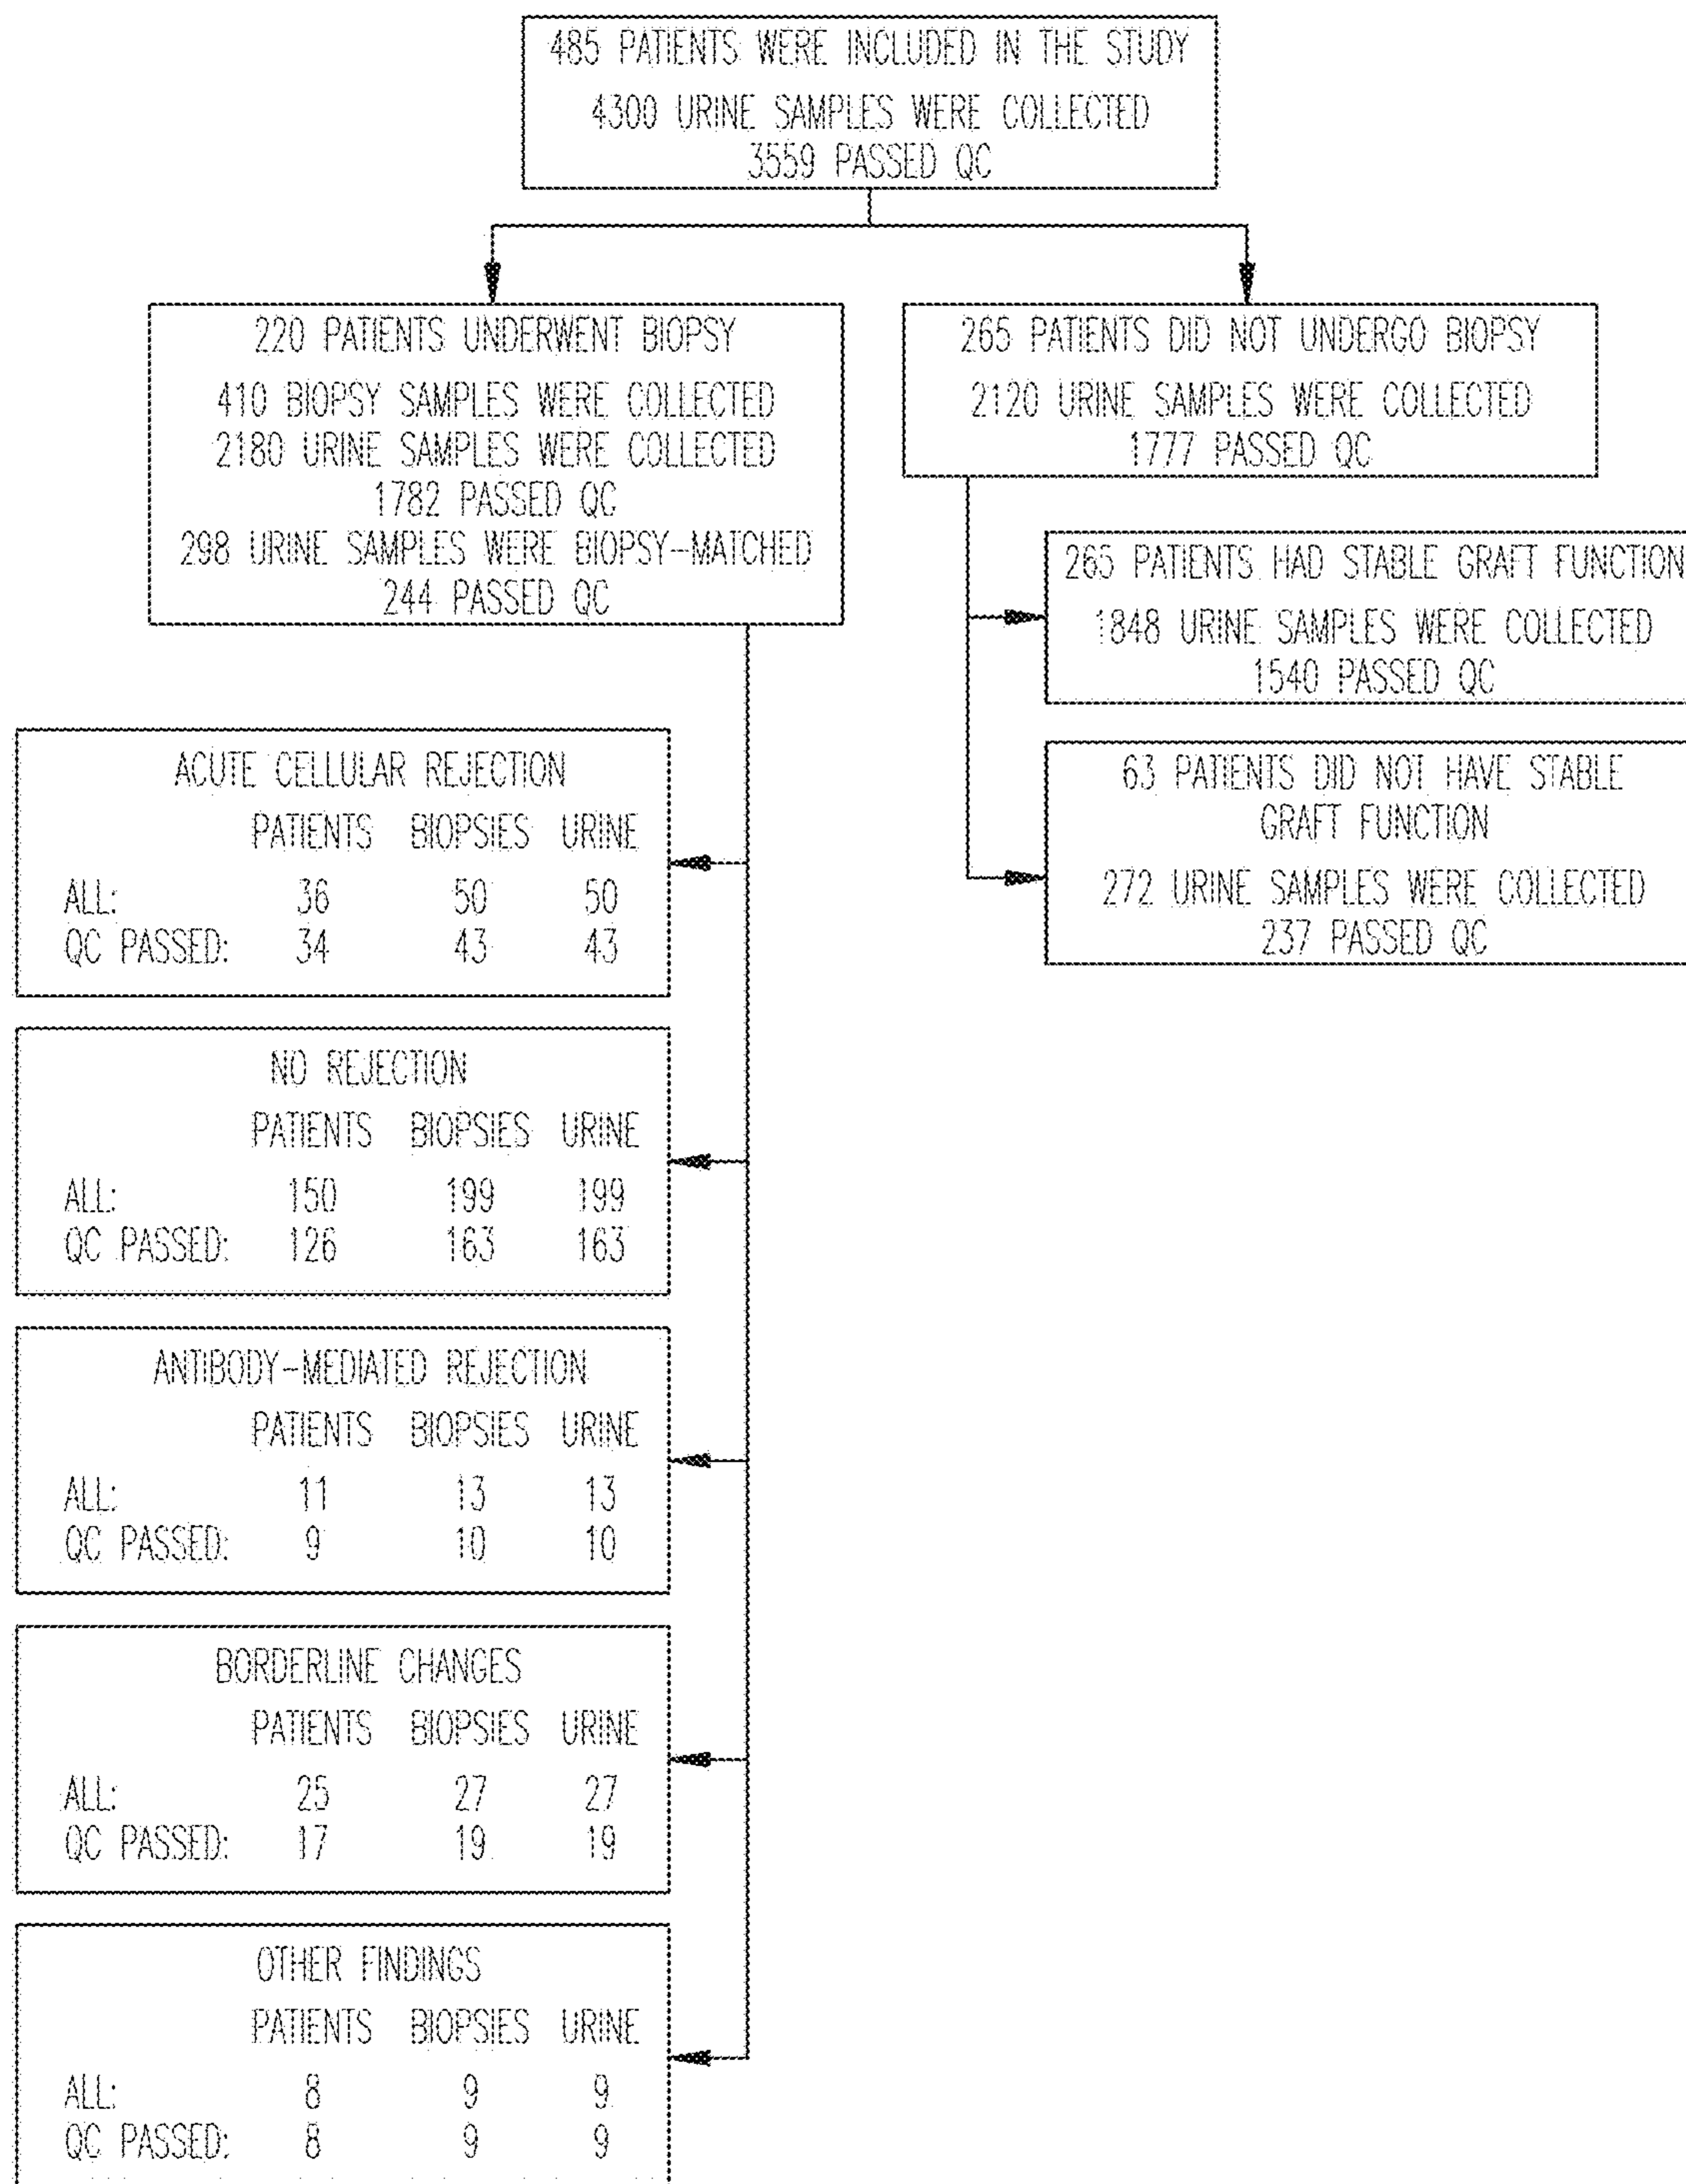 485 PATIENTS WERE INCLUDED IN THE STUDY
4300 URINE SAMPLES WERE COLLECTED
3559 PASSED QC
220 PATIENTS UNDERWENT BIOPSY
410 BIOPSY SAMPLES WERE COLLECTED
2180 URINE SAMPLES WERE COLLECTED
1782 PASSED QC
298 URINE SAMPLES WERE BIOPSY-MATCHED
244 PASSED QC
265 PATIENTS DID NOT UNDERGO BIOPSY
2120 URINE SAMPLES WERE COLLECTED
1777 PASSED QC
265 PATIENTS HAD STABLE GRAFT FUNCTION
1848 URINE SAMPLES WERE COLLECTED
1540 PASSED QC
63 PATIENTS DID NOT HAVE STABLE
GRAFT FUNCTION
272 URINE SAMPLES WERE COLLECTED
237 PASSED QC
ACUTE CELLULAR REJECTION
PATIENTS BIOPSIES URINE
ALL: 36 50 50
QC PASSED: 34 43 43
NO REJECTION
PATIENTS BIOPSIES URINE
ALL: 150 199 199
QC PASSED: 126 163 163
ANTIBODY-MEDIATED REJECTION
PATIENTS BIOPSIES URINE
ALL: 11 13 13
QC PASSED: 9 10 10
BORDERLINE CHANGES
PATIENTS BIOPSIES URINE
ALL: 25 27 27
QC PASSED: 17 19 19
OTHER FINDINGS
PATIENTS BIOPSIES URINE
ALL: 8 9 9
QC PASSED: 8 9 9